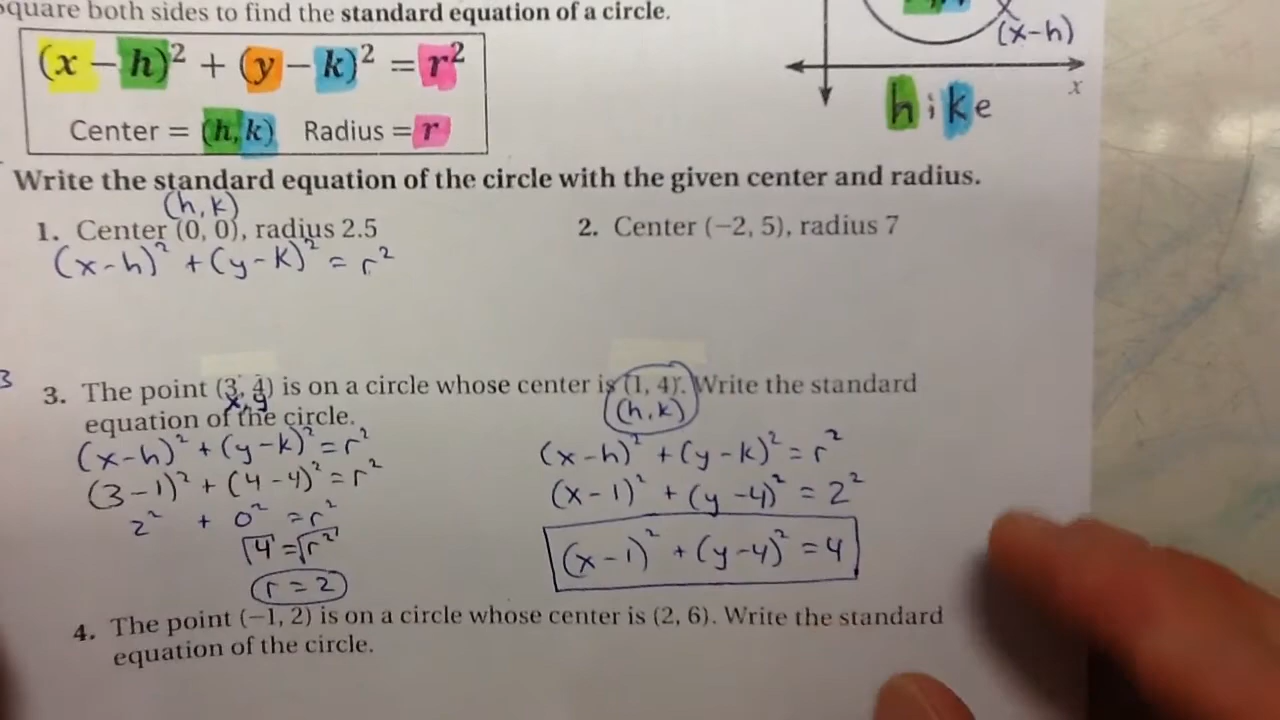 square both sides to find the standard equation of a circle.
(x-h)
(x − h)² + (y − k)² = r²
Center = (h, k) Radius = r
x
hike
Write the standard equation of the circle with the given center and radius.
(h, k)
1. Center (0, 0), radius 2.5
2. Center (−2, 5), radius 7
(x-h)² + (y-k)² = r²
3
3. The point (3, 4) is on a circle whose center is (1, 4). Write the standard
x, y
(h, k)
equation of the circle.
(x-h)² + (y-k)² = r²
(3-1)² + (4-4)² = r²
2² + 0² = r²
√4 = √r²
r = 2
(x-h)² + (y-k)² = r²
(x-1)² + (y-4)² = 2²
(x-1)² + (y-4)² = 4
4. The point (−1, 2) is on a circle whose center is (2, 6). Write the standard
equation of the circle.